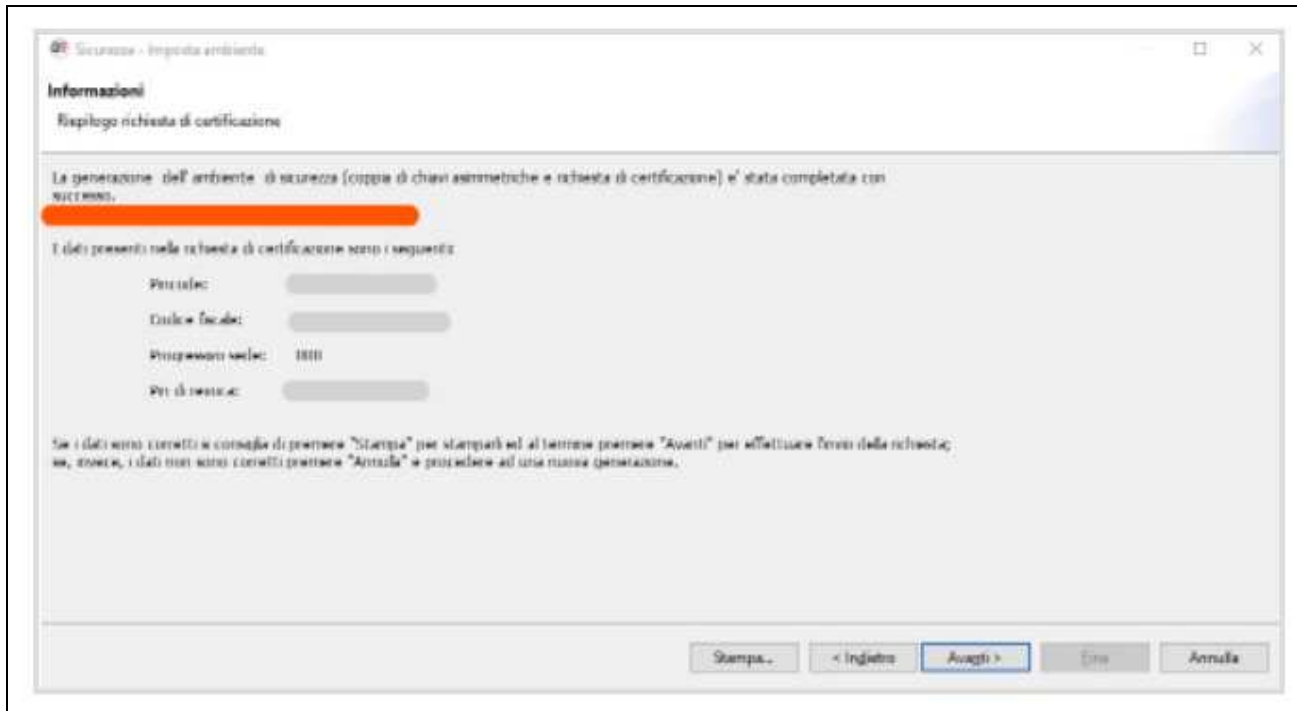 Sicurezza - Imposta ambiente
Informazioni
Riepilogo richiesta di certificazione
La generazione dell'ambiente di sicurezza (coppia di chiavi asimmetriche e richiesta di certificazione) e' stata completata con
successo.
I dati presenti nella richiesta di certificazione sono i seguenti:
Pincode:
Codice fiscale:
Progressivo sede:
Pin di revoca:
Se i dati sono corretti si consiglia di premere "Stampa" per stamparli ed al termine premere "Avanti" per effettuare l'invio della richiesta;
se, invece, i dati non sono corretti premere "Annulla" e procedere ad una nuova generazione.
Stampa... < Indietro Avanti > Fine Annulla